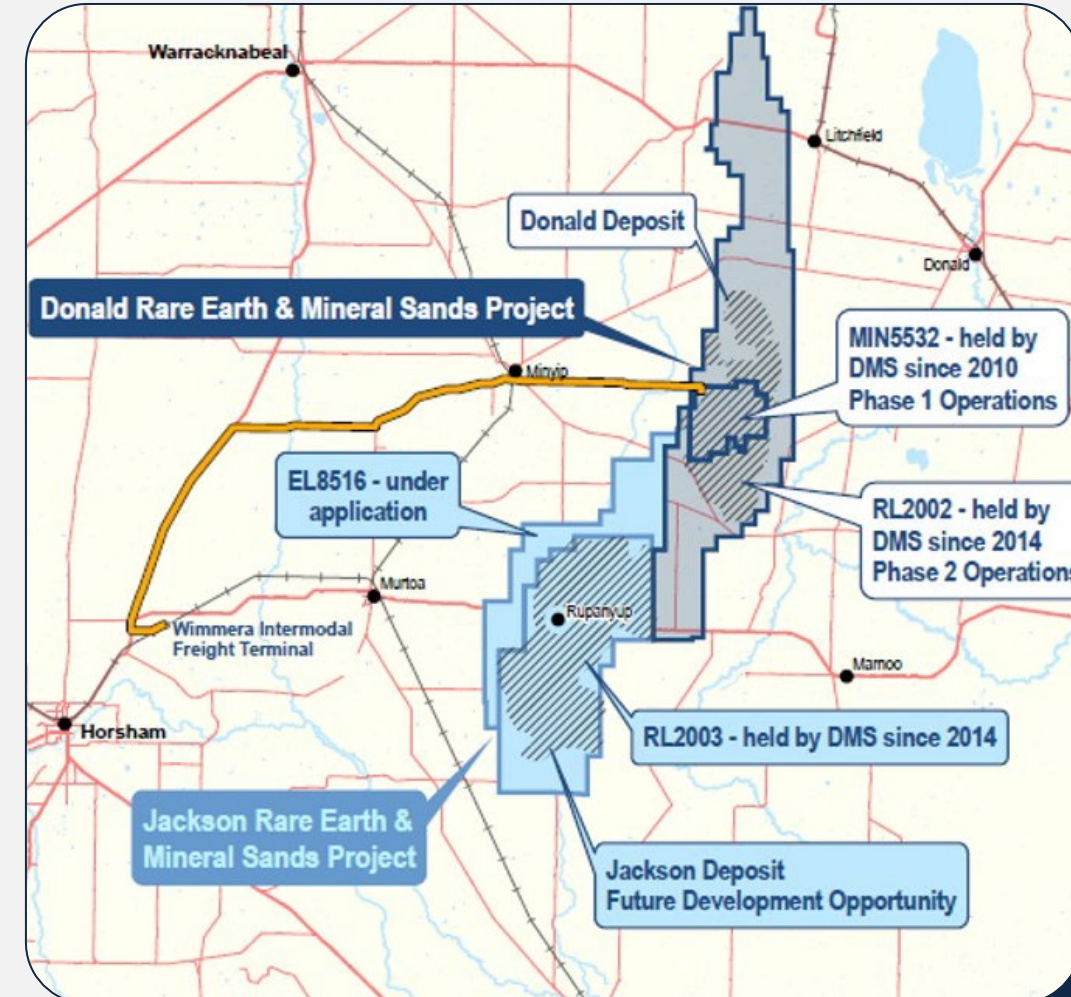 Warracknabeal
Litchfield
Donald Deposit
Donald
Donald Rare Earth & Mineral Sands Project
MIN5532 - held by
DMS since 2010
Phase 1 Operations
Minyip
EL8516 - under
application
RL2002 - held by
DMS since 2014
Phase 2 Operations
Murtoa
Rupanyup
Wimmera Intermodal
Freight Terminal
Marnoo
Horsham
RL2003 - held by DMS since 2014
Jackson Rare Earth &
Mineral Sands Project
Jackson Deposit
Future Development Opportunity